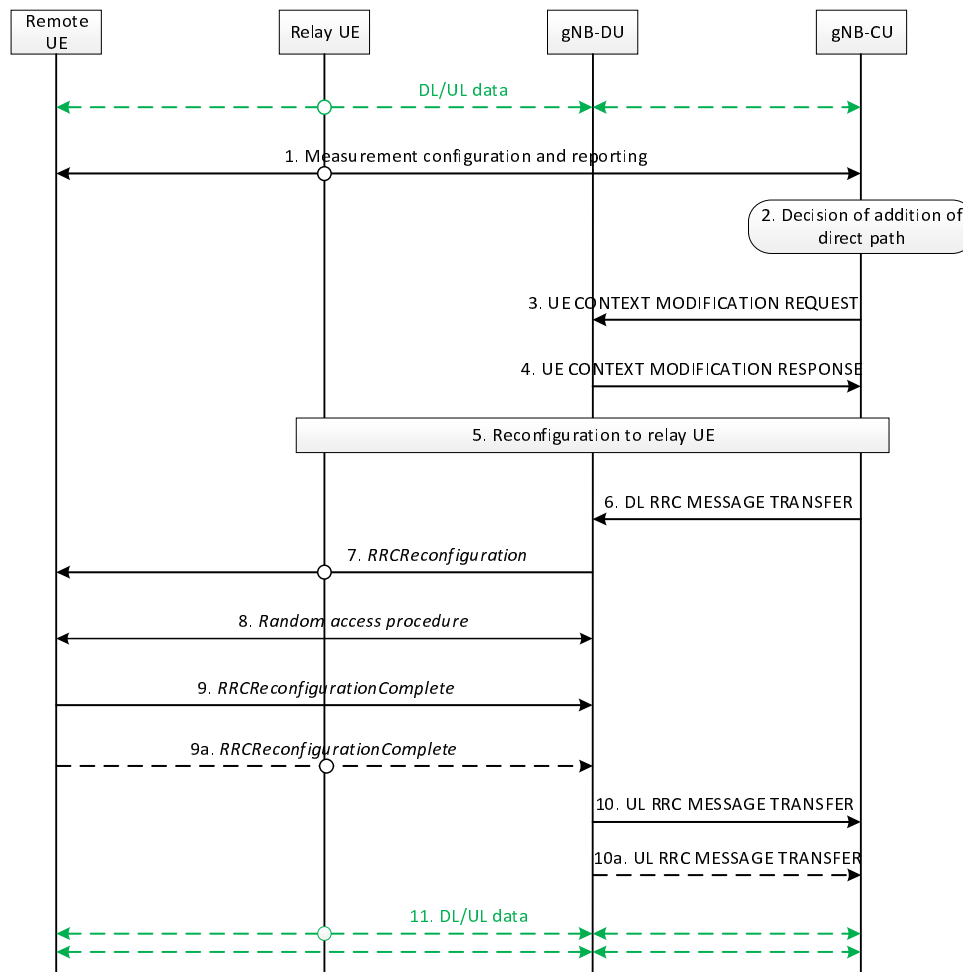 Remote
UE
Relay UE
gNB-DU
gNB-CU
DL/UL data
1. Measurement configuration and reporting
2. Decision of addition of
direct path
3. UE CONTEXT MODIFICATION REQUEST
4. UE CONTEXT MODIFICATION RESPONSE
5. Reconfiguration to relay UE
6. DL RRC MESSAGE TRANSFER
7. RRCReconfiguration
8. Random access procedure
9. RRCReconfigurationComplete
9a. RRCReconfigurationComplete
10. UL RRC MESSAGE TRANSFER
10a. UL RRC MESSAGE TRANSFER
11. DL/UL data